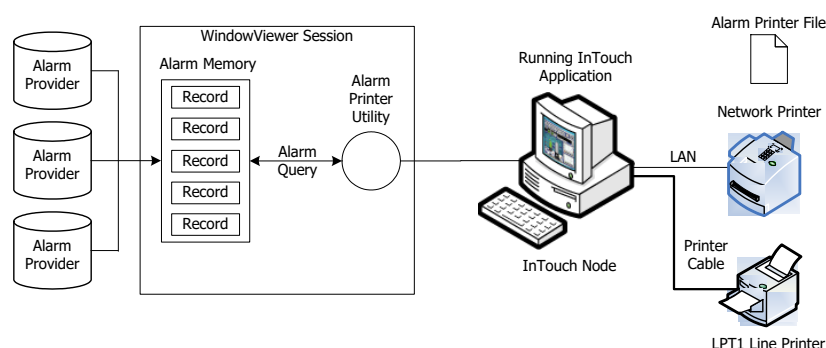 Alarm
Provider
Alarm
Provider
Alarm
Provider
WindowViewer Session
Alarm Memory
Record
Record
Record
Record
Record
Alarm
Query
Alarm
Printer
Utility
Running InTouch
Application
InTouch Node
Alarm Printer File
Network Printer
LAN
Printer
Cable
LPT1 Line Printer